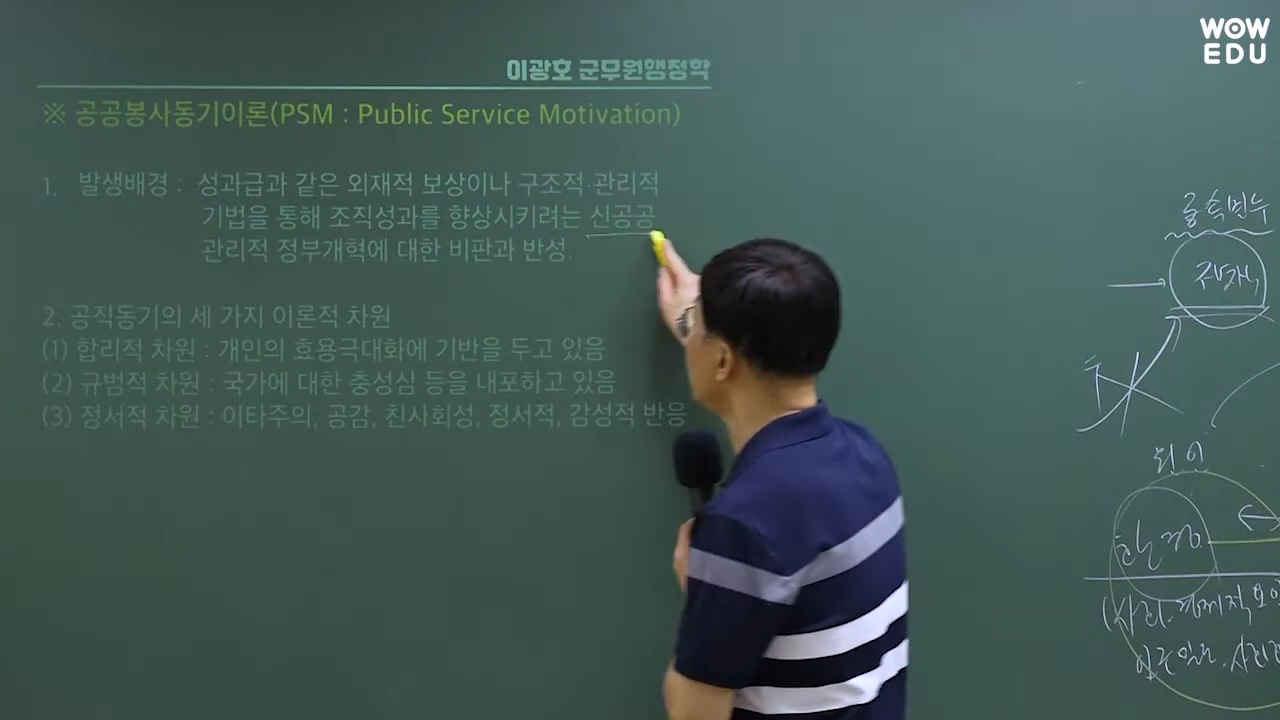 WOW
EDU
이광호 군무원행정학
※ 공공봉사동기이론(PSM : Public Service Motivation)
1. 발생배경 : 성과급과 같은 외재적 보상이나 구조적·관리적
기법을 통해 조직성과를 향상시키려는 신공공
관리적 정부개혁에 대한 비판과 반성.
2. 공직동기의 세 가지 이론적 차원
(1) 합리적 차원 : 개인의 효용극대화에 기반을 두고 있음
(2) 규범적 차원 : 국가에 대한 충성심 등을 내포하고 있음
(3) 정서적 차원 : 이타주의, 공감, 친사회성, 정서적, 감성적 반응